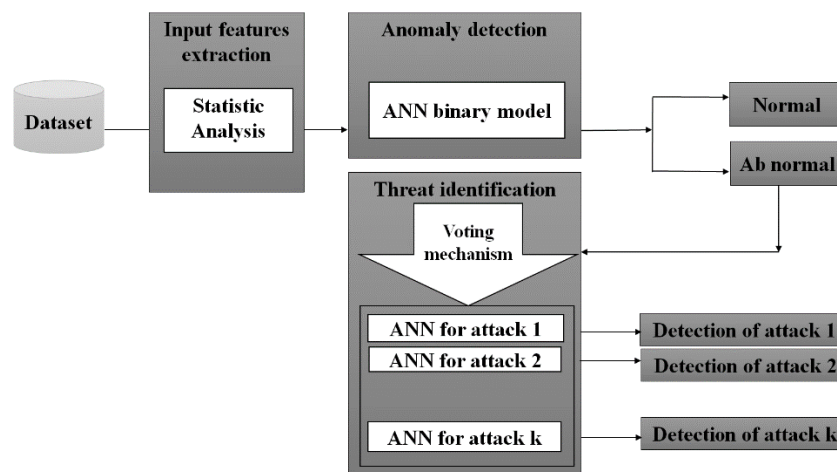 Input features
extraction
Anomaly detection
Dataset
Statistic
Analysis
ANN binary model
Normal
Ab normal
Threat identification
Voting
mechanism
ANN for attack 1
Detection of attack 1
ANN for attack 2
Detection of attack 2
ANN for attack k
Detection of attack k